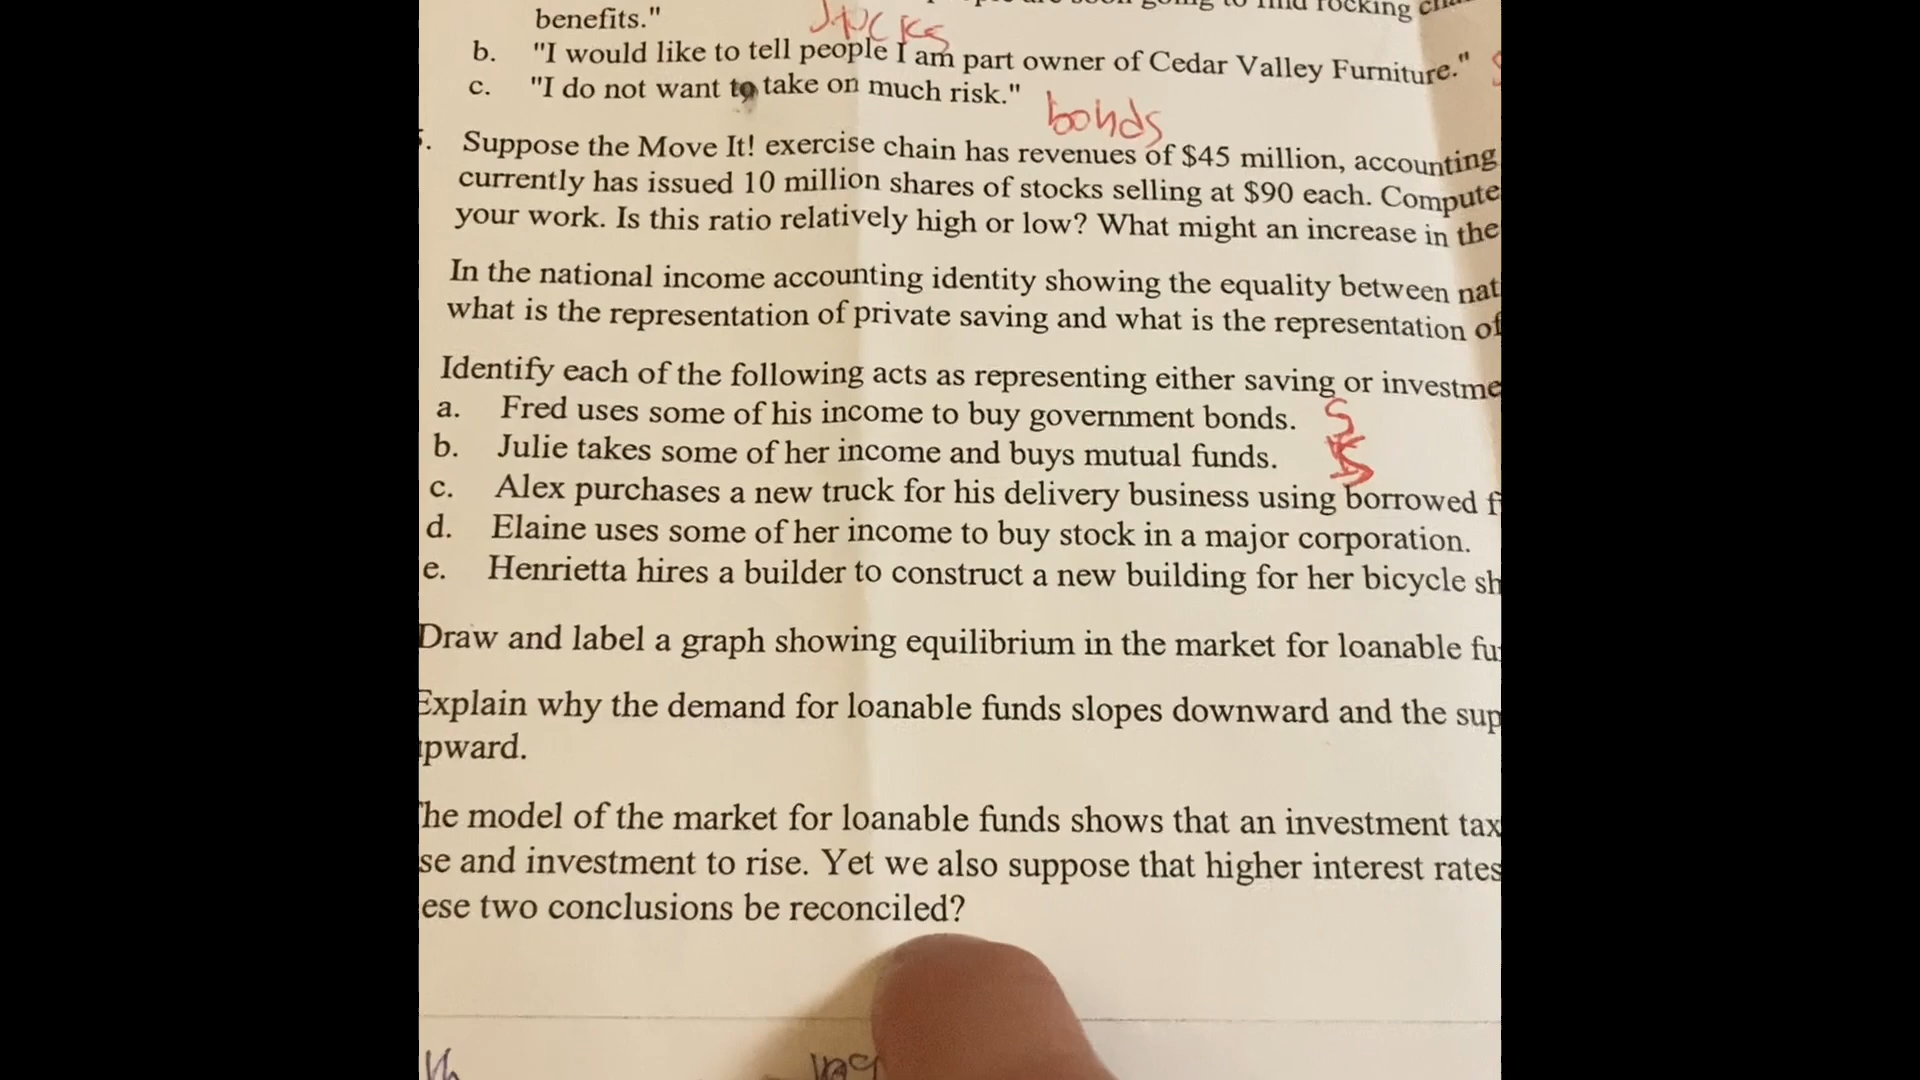 benefits." stocks
b. "I would like to tell people I am part owner of Cedar Valley Furniture."
c. "I do not want to take on much risk." bonds
. Suppose the Move It! exercise chain has revenues of $45 million, accounting
currently has issued 10 million shares of stocks selling at $90 each. Compute
your work. Is this ratio relatively high or low? What might an increase in the
In the national income accounting identity showing the equality between nat
what is the representation of private saving and what is the representation of
Identify each of the following acts as representing either saving or investme
a. Fred uses some of his income to buy government bonds. S
b. Julie takes some of her income and buys mutual funds.
c. Alex purchases a new truck for his delivery business using borrowed f
d. Elaine uses some of her income to buy stock in a major corporation.
e. Henrietta hires a builder to construct a new building for her bicycle sh
Draw and label a graph showing equilibrium in the market for loanable fu
Explain why the demand for loanable funds slopes downward and the sup
upward.
The model of the market for loanable funds shows that an investment tax
se and investment to rise. Yet we also suppose that higher interest rates
ese two conclusions be reconciled?